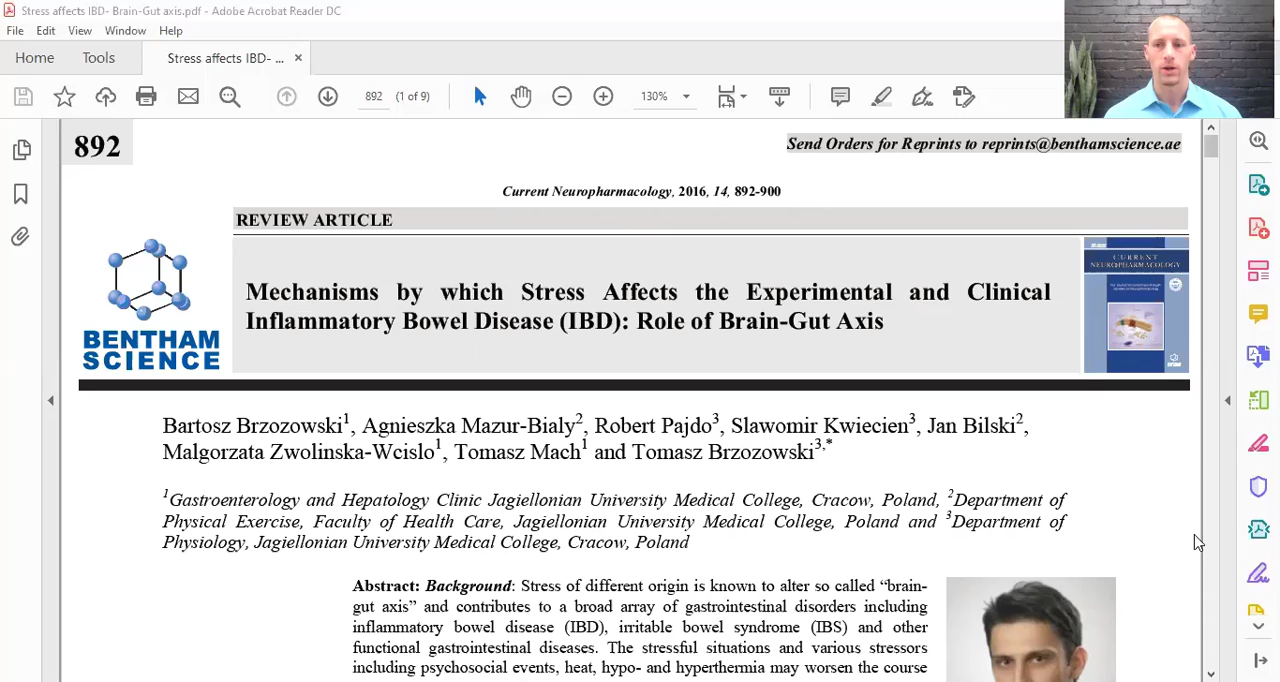 Stress affects IBD- Brain-Gut axis.pdf - Adobe Acrobat Reader DC
File Edit View Window Help
Home Tools Stress affects IBD- ... ×
892 (1 of 9) 130%
892
Send Orders for Reprints to reprints@benthamscience.ae
Current Neuropharmacology, 2016, 14, 892-900
REVIEW ARTICLE
CURRENT
NEUROPHARMACOLOGY
Mechanisms by which Stress Affects the Experimental and Clinical
Inflammatory Bowel Disease (IBD): Role of Brain-Gut Axis
BENTHAM
SCIENCE
Bartosz Brzozowski1, Agnieszka Mazur-Bialy2, Robert Pajdo3, Slawomir Kwiecien3, Jan Bilski2,
Malgorzata Zwolinska-Wcislo1, Tomasz Mach1 and Tomasz Brzozowski3,*
1Gastroenterology and Hepatology Clinic Jagiellonian University Medical College, Cracow, Poland, 2Department of
Physical Exercise, Faculty of Health Care, Jagiellonian University Medical College, Poland and 3Department of
Physiology, Jagiellonian University Medical College, Cracow, Poland
Abstract: Background: Stress of different origin is known to alter so called “brain-
gut axis” and contributes to a broad array of gastrointestinal disorders including
inflammatory bowel disease (IBD), irritable bowel syndrome (IBS) and other
functional gastrointestinal diseases. The stressful situations and various stressors
including psychosocial events, heat, hypo- and hyperthermia may worsen the course